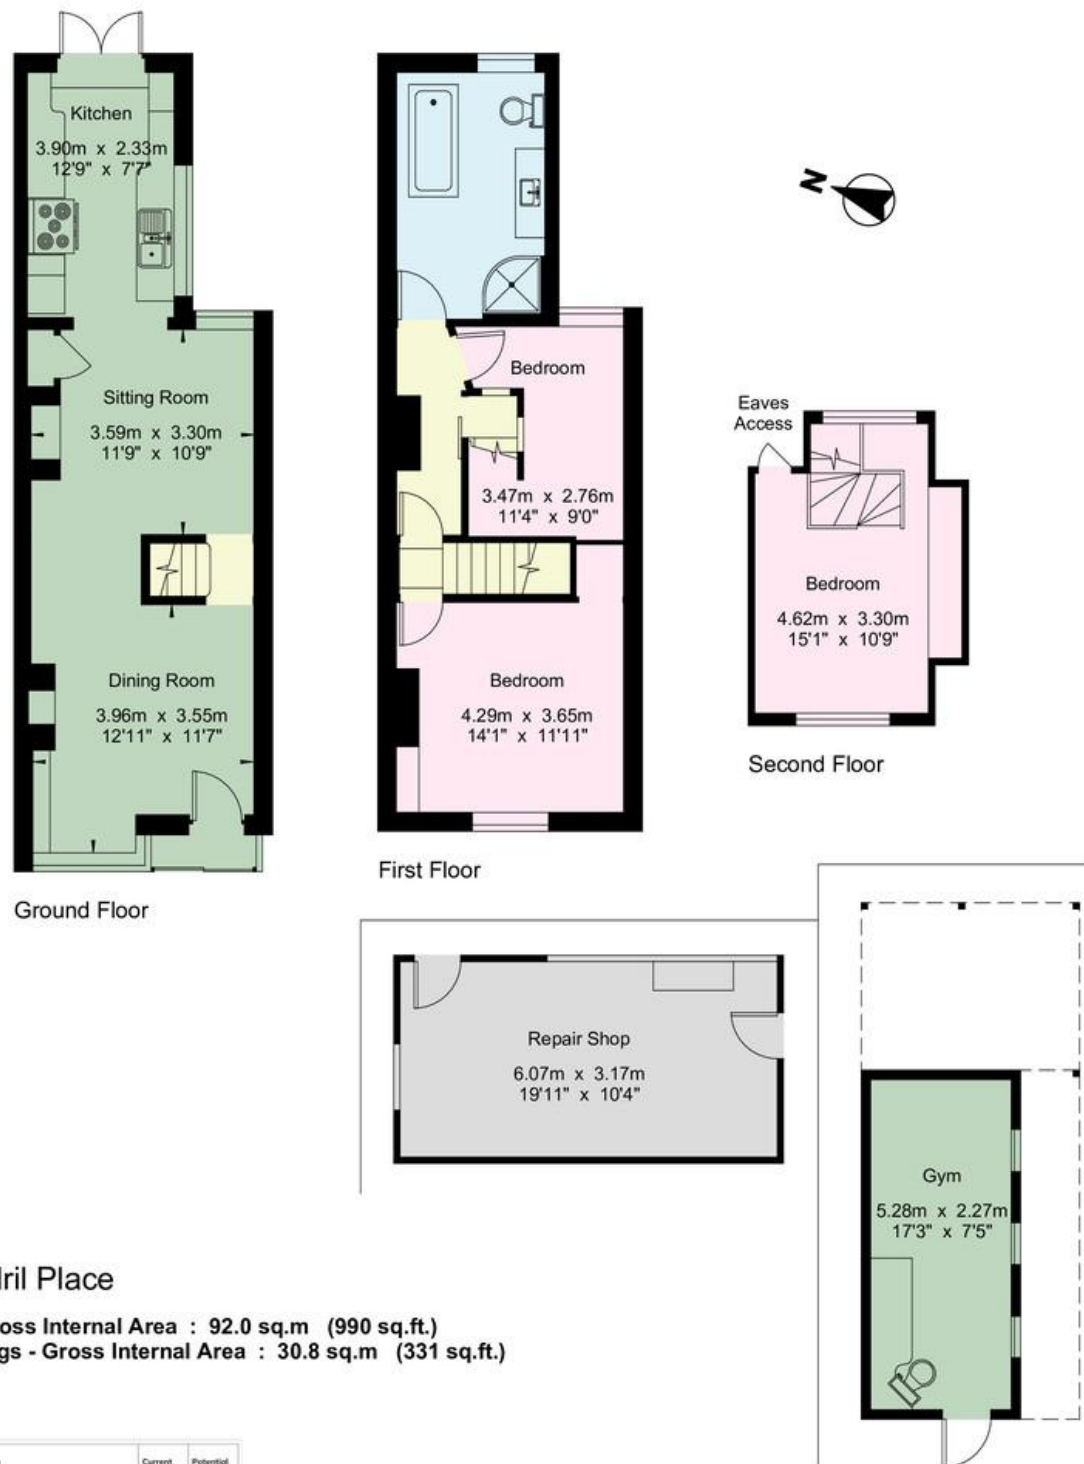 Kitchen
3.90m x 2.33m
12'9" x 7'7"
Sitting Room
3.59m x 3.30m
11'9" x 10'9"
Dining Room
3.96m x 3.55m
12'11" x 11'7"
Ground Floor
Bedroom
3.47m x 2.76m
11'4" x 9'0"
Bedroom
4.29m x 3.65m
14'1" x 11'11"
First Floor
N
Eaves
Access
Bedroom
4.62m x 3.30m
15'1" x 10'9"
Second Floor
Repair Shop
6.07m x 3.17m
19'11" x 10'4"
Gym
5.28m x 2.27m
17'3" x 7'5"
Place
Internal Area : 92.0 sq.m (990 sq.ft.)
- Gross Internal Area : 30.8 sq.m (331 sq.ft.)
Current Potential